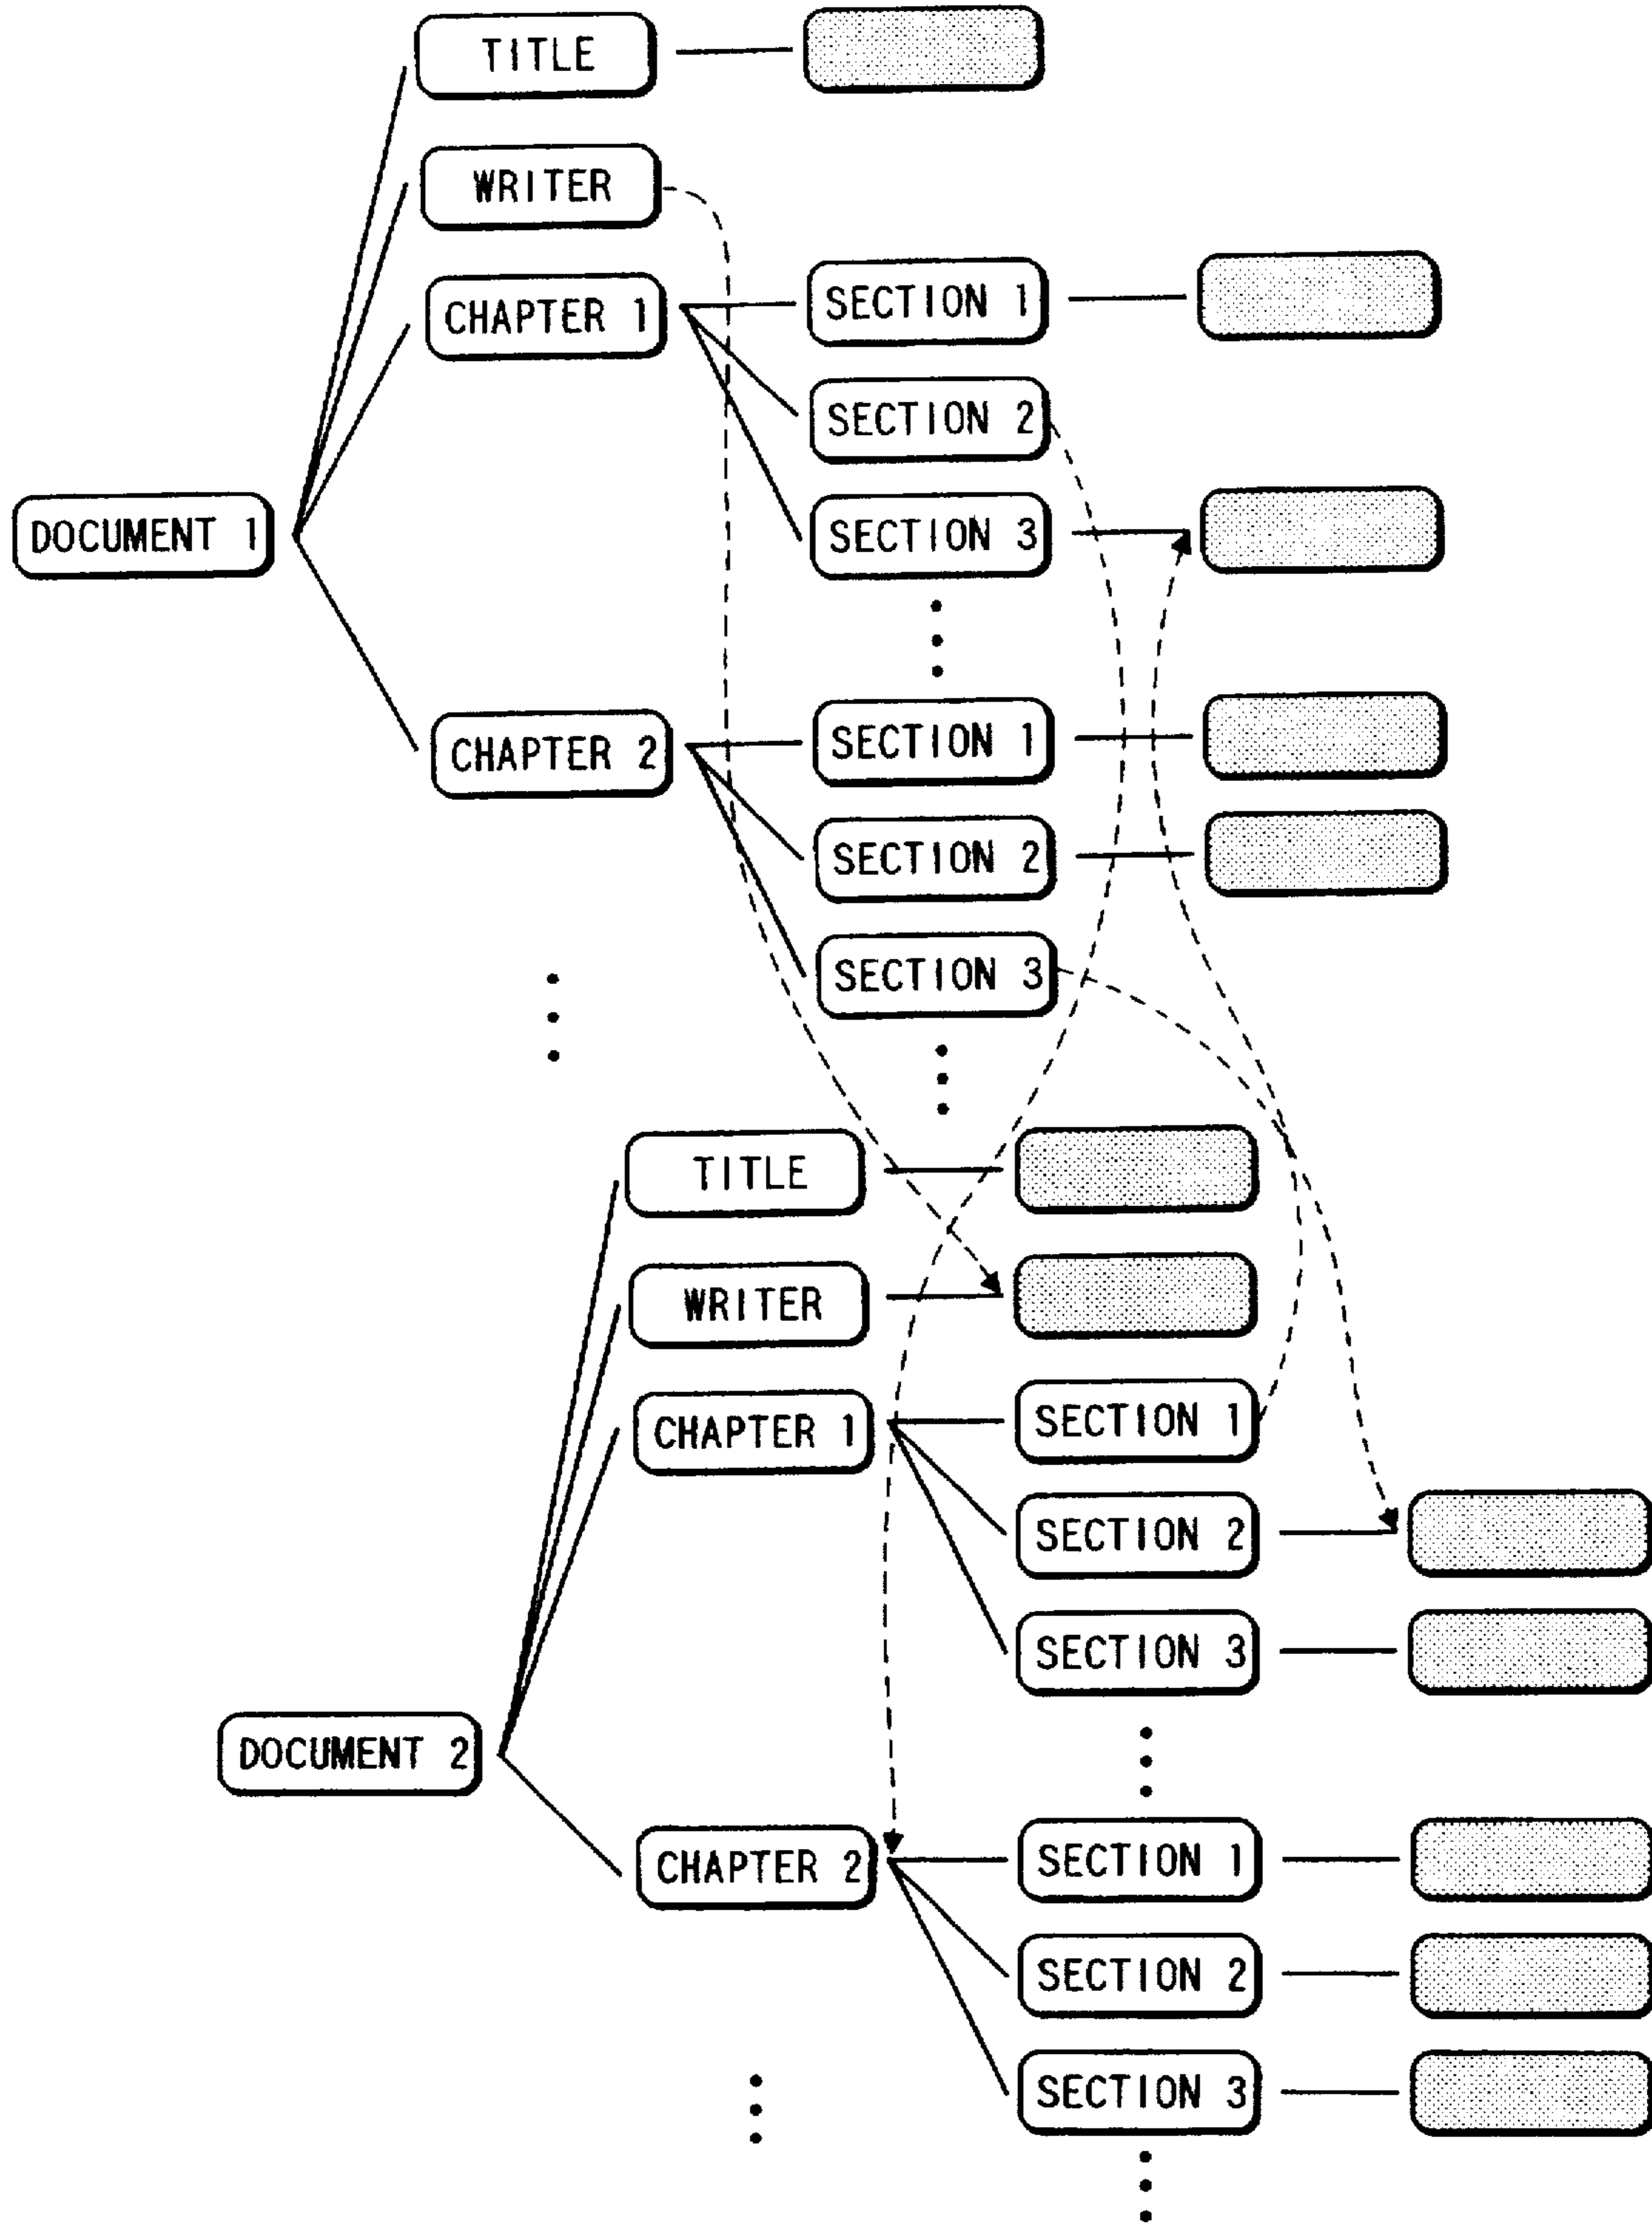 TITLE
WRITER
CHAPTER 1
SECTION 1
SECTION 2
DOCUMENT 1
SECTION 3
CHAPTER 2
SECTION 1
SECTION 2
SECTION 3
TITLE
WRITER
CHAPTER 1
SECTION 1
SECTION 2
SECTION 3
DOCUMENT 2
CHAPTER 2
SECTION 1
SECTION 2
SECTION 3